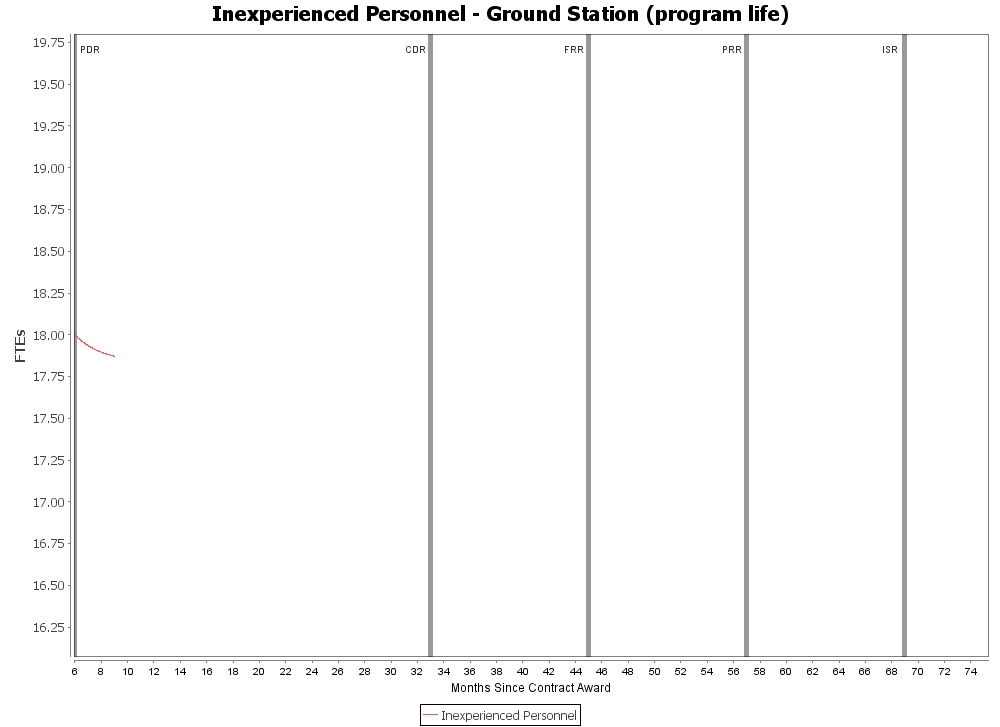 Inexperienced Personnel - Ground Station (program life)
PDR CDR FRR PRR ISR
19.75
19.50
19.25
19.00
18.75
18.50
18.25
18.00
17.75
17.50
17.25
17.00
16.75
16.50
16.25
FTEs
6 8 10 12 14 16 18 20 22 24 26 28 30 32 34 36 38 40 42 44 46 48 50 52 54 56 58 60 62 64 66 68 70 72 74
Months Since Contract Award
Inexperienced Personnel